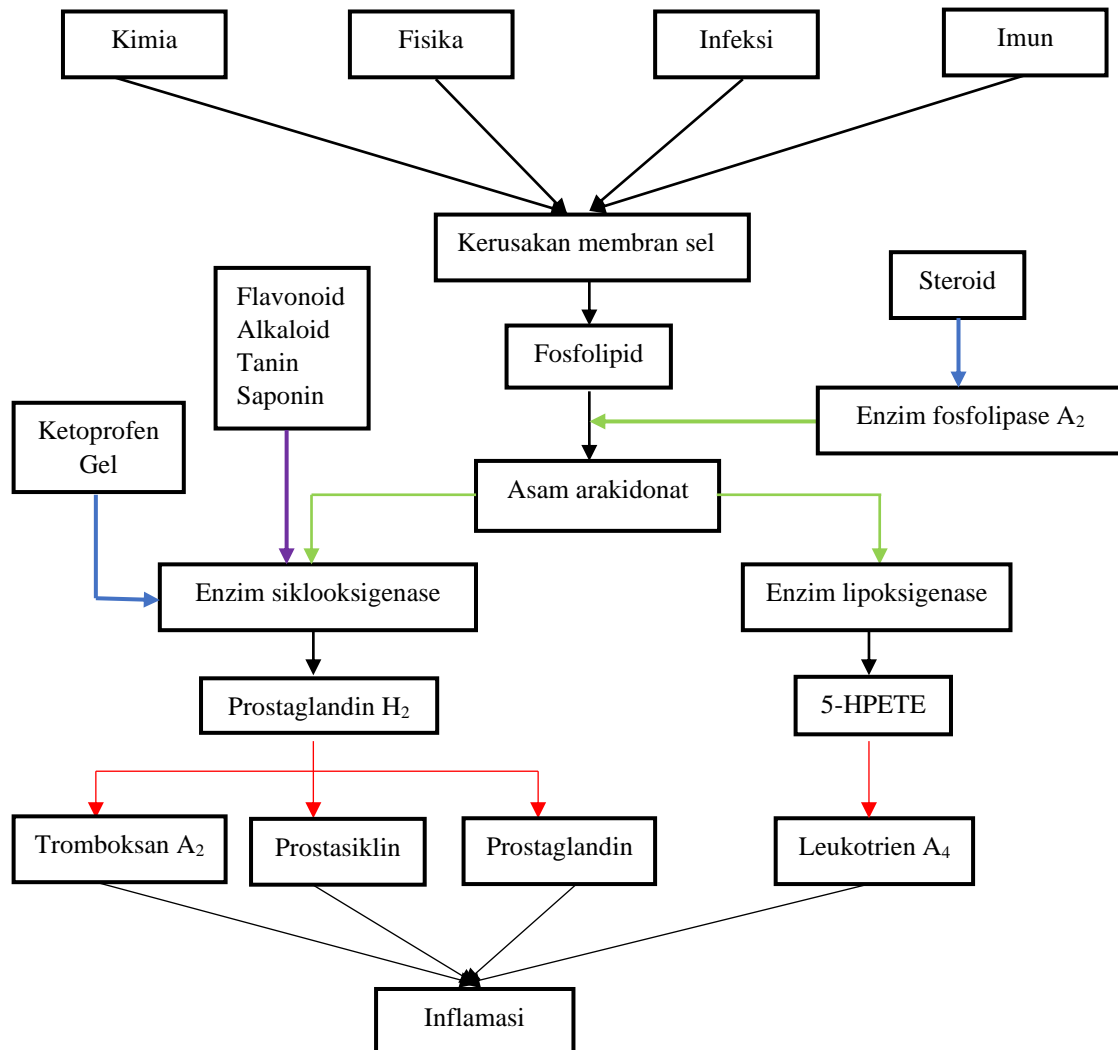 Kimia
Fisika
Infeksi
Imun
Kerusakan membran sel
Steroid
Flavonoid
Alkaloid
Tanin
Saponin
Fosfolipid
Enzim fosfolipase A₂
Ketoprofen
Gel
Asam arakidonat
Enzim siklooksigenase
Enzim lipoksigenase
Prostaglandin H₂
5-HPETE
Tromboksan A₂
Prostasiklin
Prostaglandin
Leukotrien A₄
Inflamasi